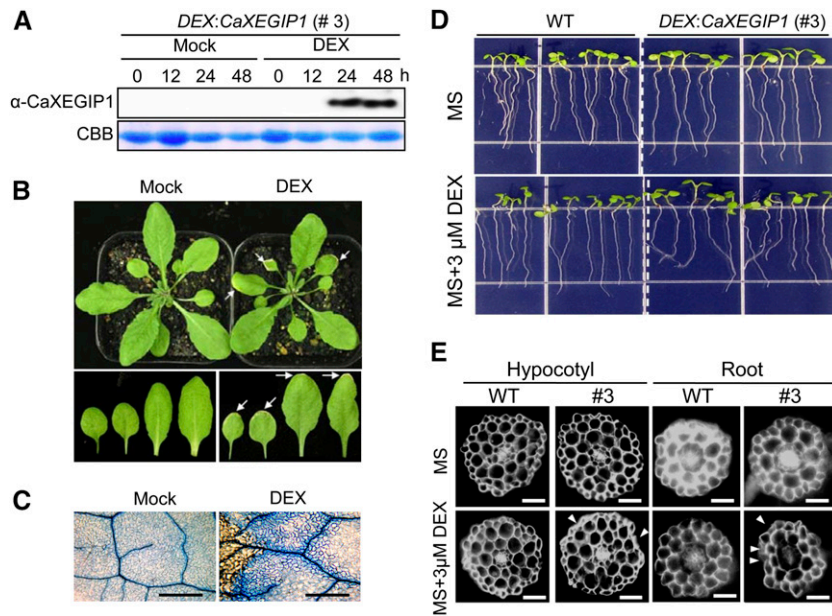 A
DEX:CaXEGIP1 (# 3)
Mock DEX
0 12 24 48 0 12 24 48 h
α-CaXEGIP1
CBB
B
Mock DEX
C
Mock DEX
D
WT DEX:CaXEGIP1 (#3)
MS
MS+3 µM DEX
E
Hypocotyl Root
WT #3 WT #3
MS
MS+3µM DEX